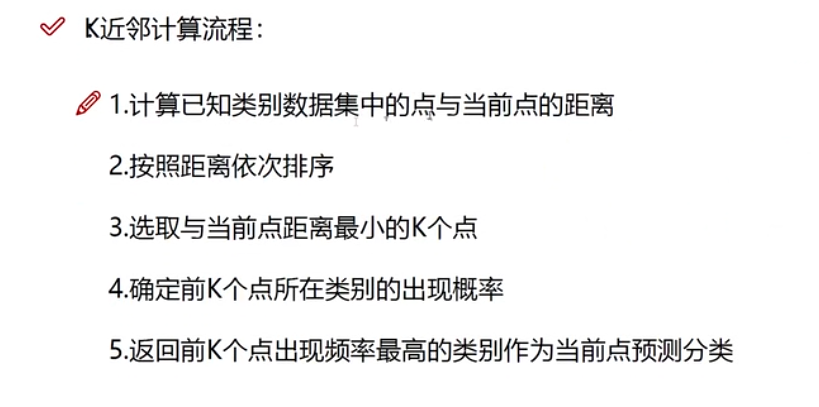 K近邻计算流程：
1.计算已知类别数据集中的点与当前点的距离
2.按照距离依次排序
3.选取与当前点距离最小的K个点
4.确定前K个点所在类别的出现概率
5.返回前K个点出现频率最高的类别作为当前点预测分类